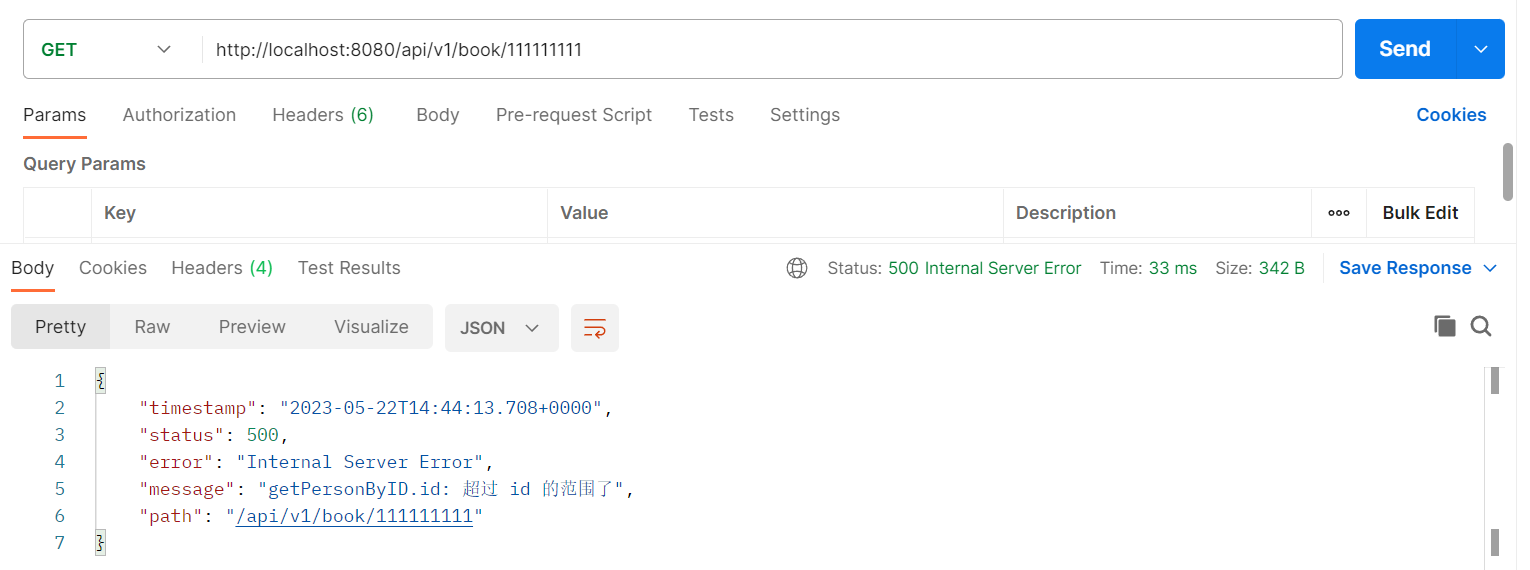 GET http://localhost:8080/api/v1/book/111111111 Send
Params Authorization Headers (6) Body Pre-request Script Tests Settings Cookies
Query Params
Key Value Description ooo Bulk Edit
Body Cookies Headers (4) Test Results Status: 500 Internal Server Error Time: 33 ms Size: 342 B Save Response
Pretty Raw Preview Visualize JSON
1 {
2 "timestamp": "2023-05-22T14:44:13.708+0000",
3 "status": 500,
4 "error": "Internal Server Error",
5 "message": "getPersonByID.id: 超过 id 的范围了",
6 "path": "/api/v1/book/111111111"
7 }